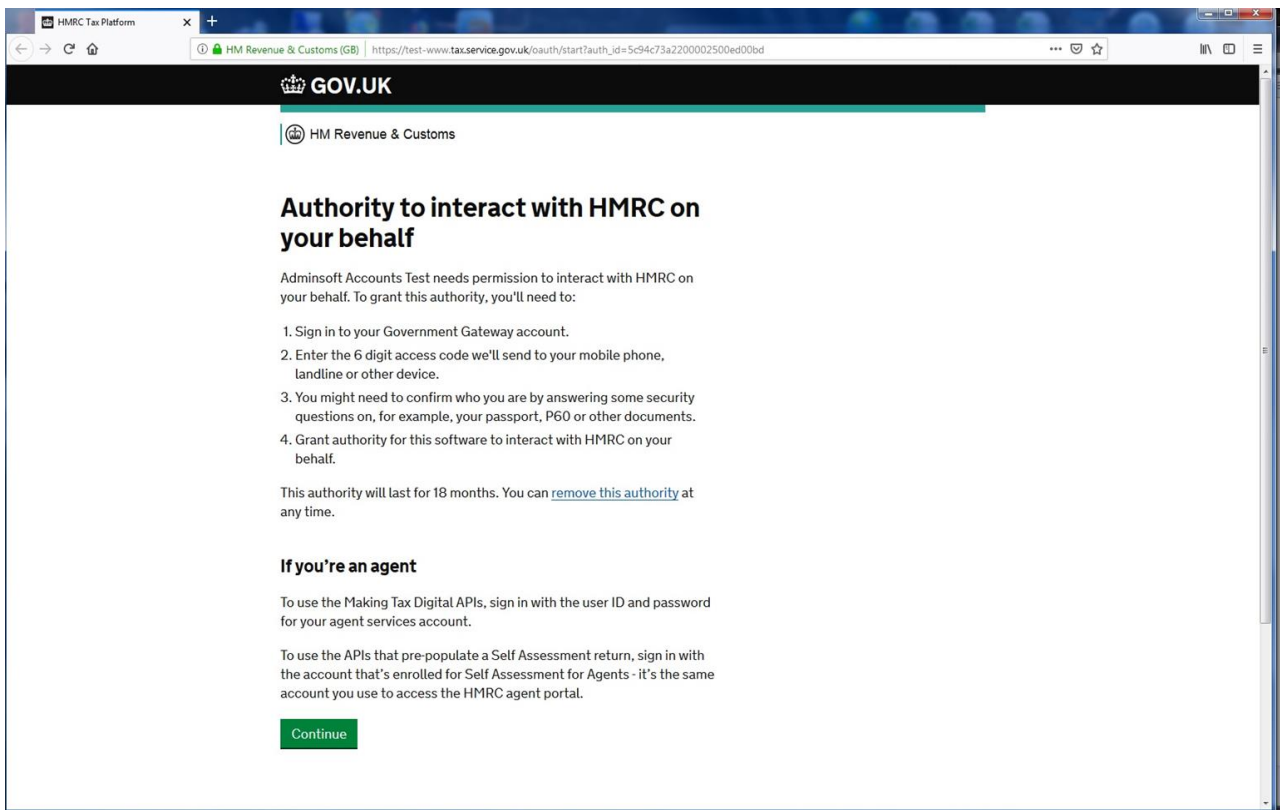 HMRC Tax Platform
HM Revenue & Customs (GB) https://test-www.tax.service.gov.uk/oauth/start?auth_id=5c94c73a2200002500ed00bd
GOV.UK
HM Revenue & Customs
Authority to interact with HMRC on
your behalf
Adminsoft Accounts Test needs permission to interact with HMRC on
your behalf. To grant this authority, you'll need to:
1. Sign in to your Government Gateway account.
2. Enter the 6 digit access code we'll send to your mobile phone,
landline or other device.
3. You might need to confirm who you are by answering some security
questions on, for example, your passport, P60 or other documents.
4. Grant authority for this software to interact with HMRC on your
behalf.
This authority will last for 18 months. You can remove this authority at
any time.
If you're an agent
To use the Making Tax Digital APIs, sign in with the user ID and password
for your agent services account.
To use the APIs that pre-populate a Self Assessment return, sign in with
the account that's enrolled for Self Assessment for Agents - it's the same
account you use to access the HMRC agent portal.
Continue